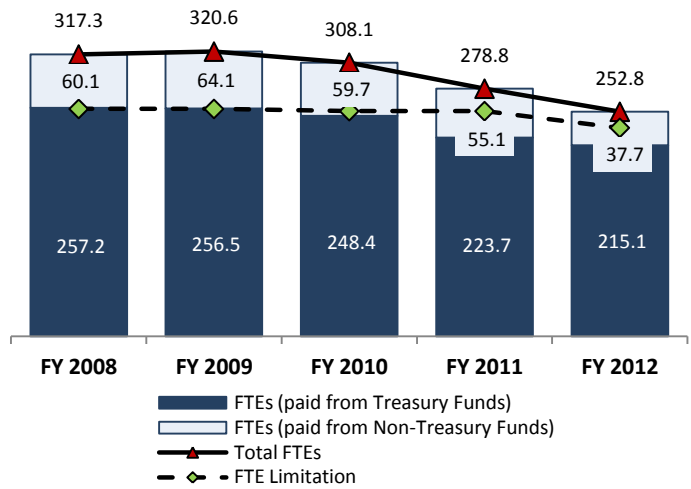 317.3 320.6 308.1 278.8 252.8
60.1 64.1 59.7 55.1 37.7
257.2 256.5 248.4 223.7 215.1
FY 2008 FY 2009 FY 2010 FY 2011 FY 2012
FTEs (paid from Treasury Funds)
FTEs (paid from Non-Treasury Funds)
Total FTEs
FTE Limitation